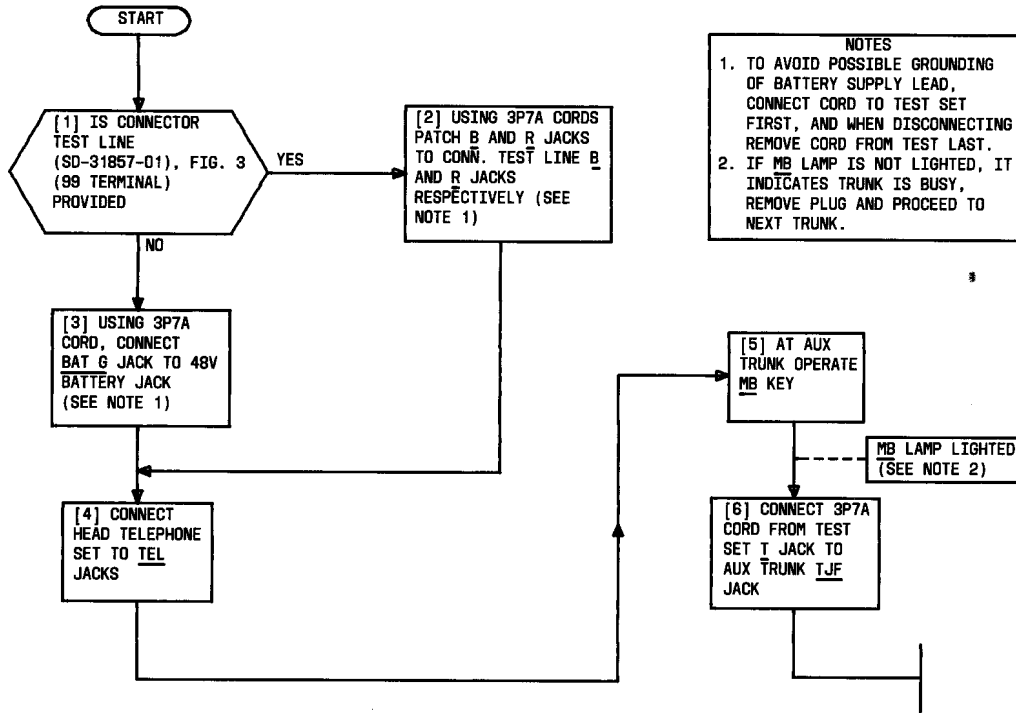 START
[1] IS CONNECTOR
TEST LINE
(SD-31857-01), FIG. 3
(99 TERMINAL)
PROVIDED
YES
NO
[2] USING 3P7A CORDS
PATCH B AND R JACKS
TO CONN. TEST LINE B
AND R JACKS
RESPECTIVELY (SEE
NOTE 1)
NOTES
1. TO AVOID POSSIBLE GROUNDING
OF BATTERY SUPPLY LEAD,
CONNECT CORD TO TEST SET
FIRST, AND WHEN DISCONNECTING
REMOVE CORD FROM TEST LAST.
2. IF MB LAMP IS NOT LIGHTED, IT
INDICATES TRUNK IS BUSY,
REMOVE PLUG AND PROCEED TO
NEXT TRUNK.
[3] USING 3P7A
CORD, CONNECT
BAT G JACK TO 48V
BATTERY JACK
(SEE NOTE 1)
[4] CONNECT
HEAD TELEPHONE
SET TO TEL
JACKS
[5] AT AUX
TRUNK OPERATE
MB KEY
MB LAMP LIGHTED
(SEE NOTE 2)
[6] CONNECT 3P7A
CORD FROM TEST
SET T JACK TO
AUX TRUNK TJF
JACK